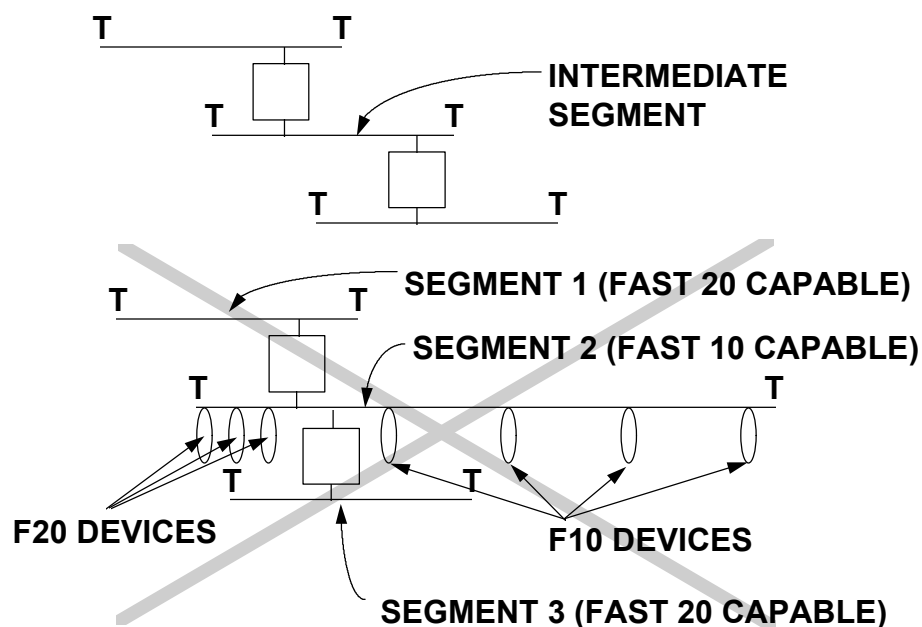 T T
INTERMEDIATE
SEGMENT
T T
T T
SEGMENT 1 (FAST 20 CAPABLE)
T T
SEGMENT 2 (FAST 10 CAPABLE)
T T
T T
F20 DEVICES
F10 DEVICES
SEGMENT 3 (FAST 20 CAPABLE)